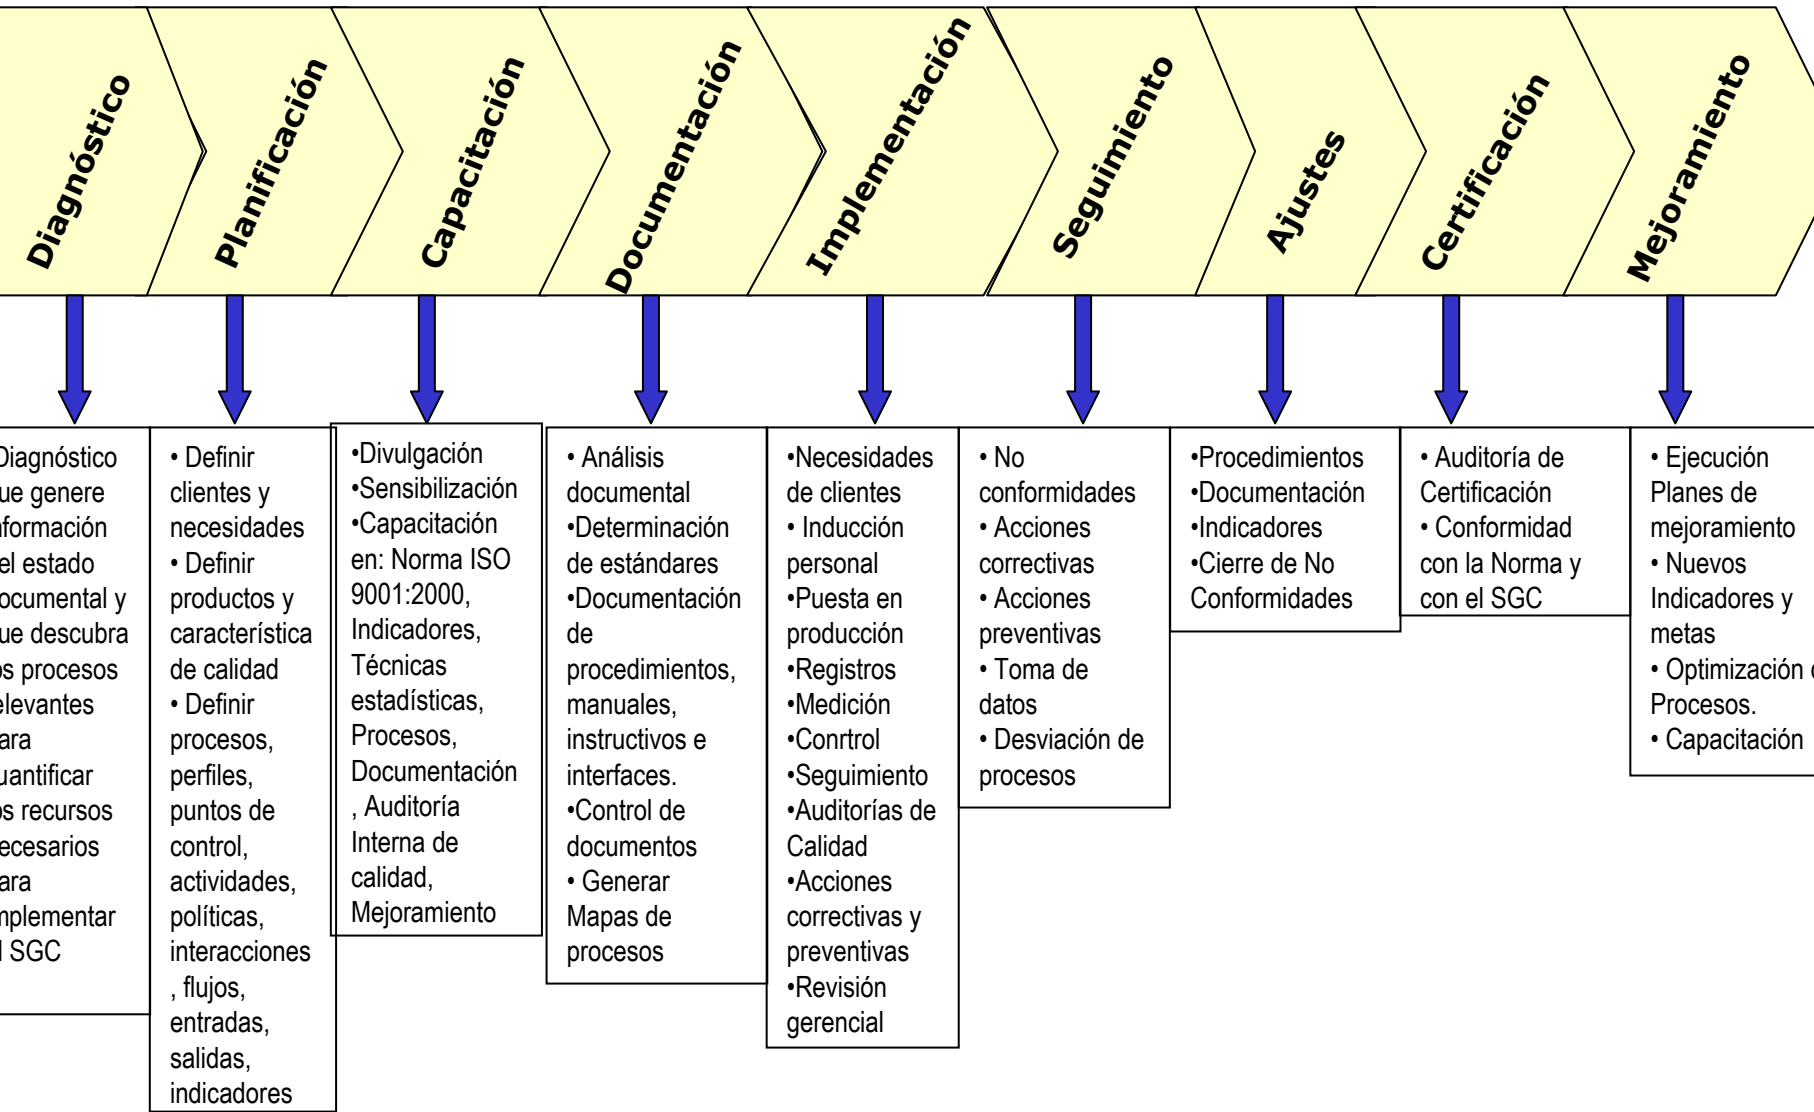 Diagnóstico
Planificación
Capacitación
Documentación
Implementación
Seguimiento
Ajustes
Certificación
Mejoramiento
Diagnóstico
ue genere
nformación
el estado
ocumental y
ue descubra
os procesos
elevantes
ara
uantificar
os recursos
ecesarios
ara
mplementar
l SGC
• Definir
clientes y
necesidades
• Definir
productos y
característica
de calidad
• Definir
procesos,
perfiles,
puntos de
control,
actividades,
políticas,
interacciones
, flujos,
entradas,
salidas,
indicadores
•Divulgación
•Sensibilización
•Capacitación
en: Norma ISO
9001:2000,
Indicadores,
Técnicas
estadísticas,
Procesos,
Documentación
, Auditoría
Interna de
calidad,
Mejoramiento
• Análisis
documental
•Determinación
de estándares
•Documentación
de
procedimientos,
manuales,
instructivos e
interfaces.
•Control de
documentos
• Generar
Mapas de
procesos
•Necesidades
de clientes
• Inducción
personal
•Puesta en
producción
•Registros
•Medición
•Conrtrol
•Seguimiento
•Auditorías de
Calidad
•Acciones
correctivas y
preventivas
•Revisión
gerencial
• No
conformidades
• Acciones
correctivas
• Acciones
preventivas
• Toma de
datos
• Desviación de
procesos
•Procedimientos
•Documentación
•Indicadores
•Cierre de No
Conformidades
• Auditoría de
Certificación
• Conformidad
con la Norma y
con el SGC
• Ejecución
Planes de
mejoramiento
• Nuevos
Indicadores y
metas
• Optimización
Procesos.
• Capacitación